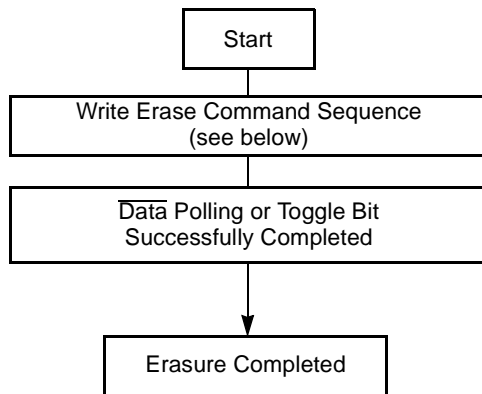 Start
Write Erase Command Sequence
(see below)
Data Polling or Toggle Bit
Successfully Completed
Erasure Completed